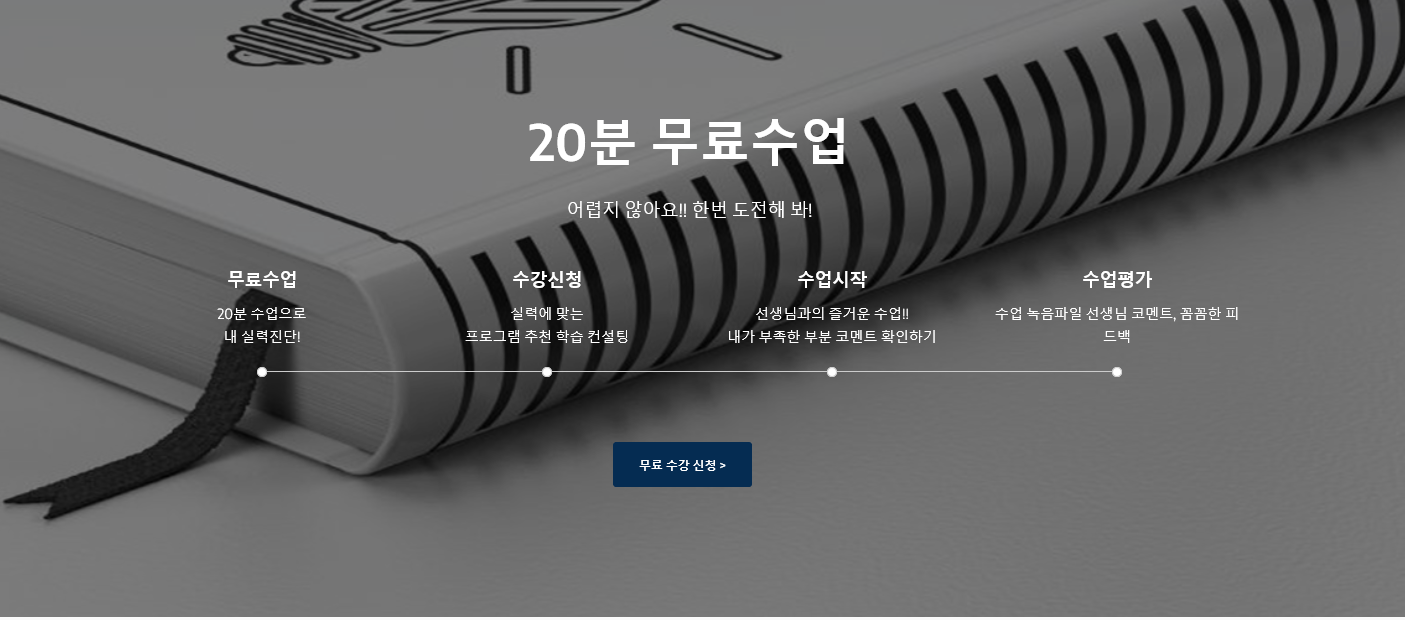 20분 무료수업
어렵지 않아요!! 한번 도전해 봐!
무료수업
20분 수업으로
내 실력진단!
수강신청
실력에 맞는
프로그램 추천 학습 컨설팅
수업시작
선생님과의 즐거운 수업!!
내가 부족한 부분 코멘트 확인하기
수업평가
수업 녹음파일 선생님 코멘트, 꼼꼼한 피
드백
무료 수강 신청 >